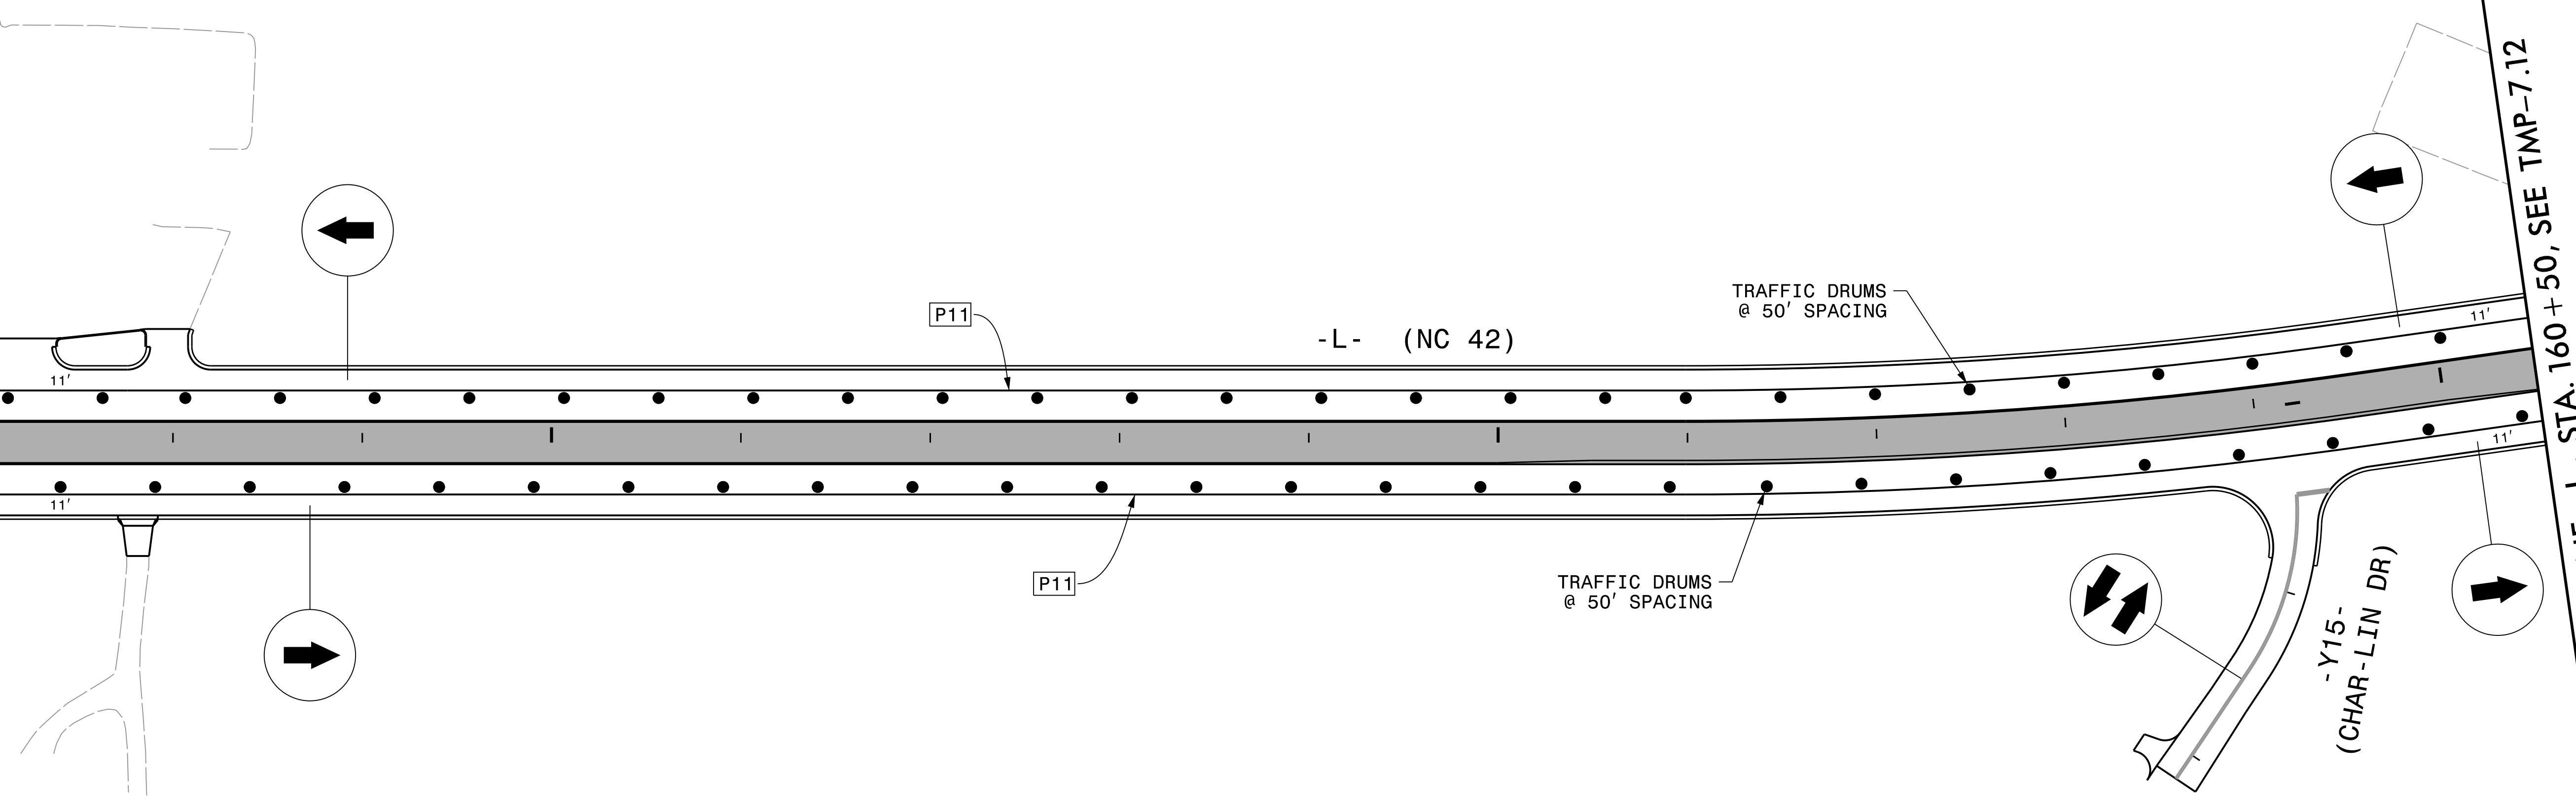 P11
-L- (NC 42)
TRAFFIC DRUMS
@ 50' SPACING
11'
11'
11'
11'
P11
TRAFFIC DRUMS
@ 50' SPACING
-Y15-
(CHAR-LIN DR)
STA. 160+50, SEE TMP-7.12